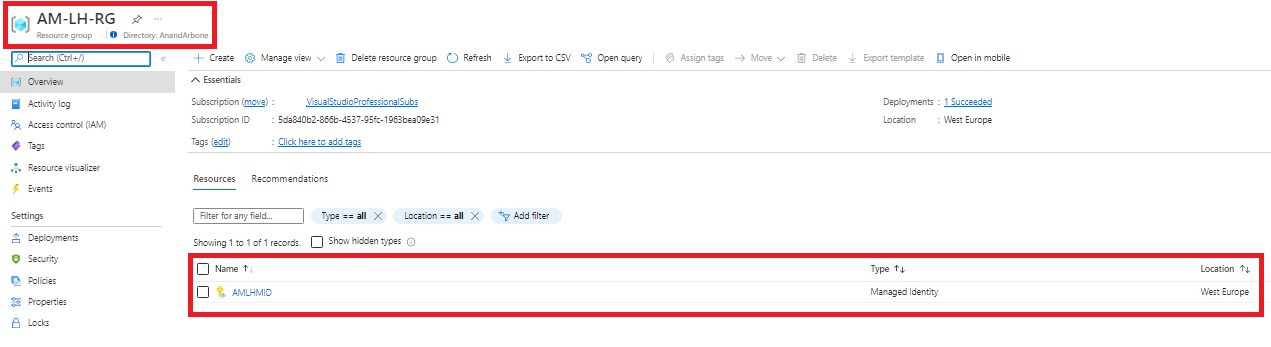 AM-LH-RG
Resource group
Directory: AnandArbone
Search (Ctrl+/)
Overview
Activity log
Access control (IAM)
Tags
Resource visualizer
Events
Settings
Deployments
Security
Policies
Properties
Locks
Create Manage view Delete resource group Refresh Export to CSV Open query Assign tags Move Delete Export template Open in mobile
Essentials
Subscription (move) : VisualStudioProfessionalSubs
Deployments : 1 Succeeded
Subscription ID : 5da840b2-866b-4537-95fc-1963bea09e31
Location : West Europe
Tags (edit) : Click here to add tags
Resources Recommendations
Filter for any field... Type == all Location == all Add filter
Showing 1 to 1 of 1 records. Show hidden types
Name Type Location
AMLHMID Managed Identity West Europe